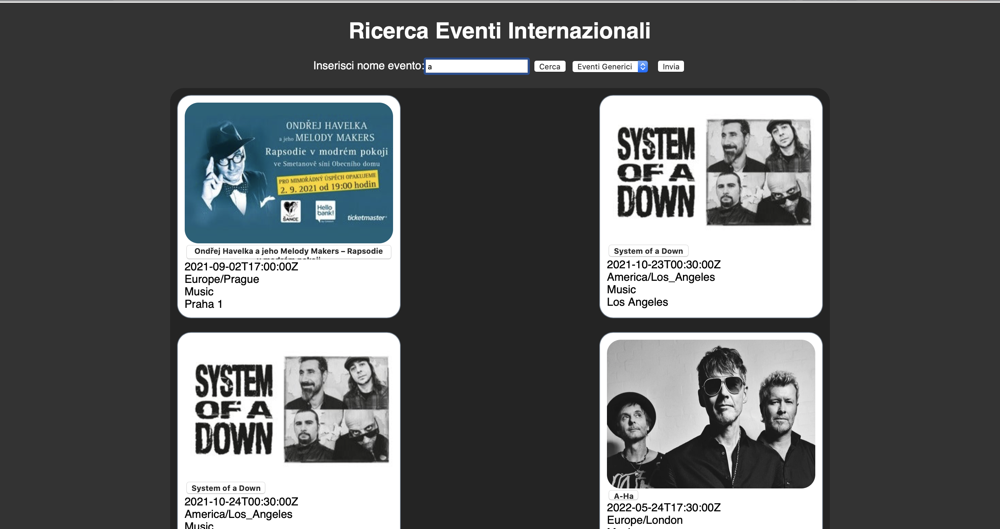 Ricerca Eventi Internazionali
Inserisci nome evento: a Cerca Eventi Generici Invia
ONDŘEJ HAVELKA
a jeho MELODY MAKERS
Rapsodie v modrém pokoji
ve Smetanově síni Obecního domu
PRO MIMOŘÁDNÝ ÚSPĚCH OPAKUJEME
2. 9. 2021 od 19:00 hodin
ŠANCE
Hello
bank!
ticketmaster
Ondřej Havelka a jeho Melody Makers – Rapsodie
v modrém pokoji
2021-09-02T17:00:00Z
Europe/Prague
Music
Praha 1
SYSTEM
OF A
DOWN
System of a Down
2021-10-23T00:30:00Z
America/Los_Angeles
Music
Los Angeles
SYSTEM
OF A
DOWN
System of a Down
2021-10-24T00:30:00Z
America/Los_Angeles
Music
A-Ha
2022-05-24T17:30:00Z
Europe/London